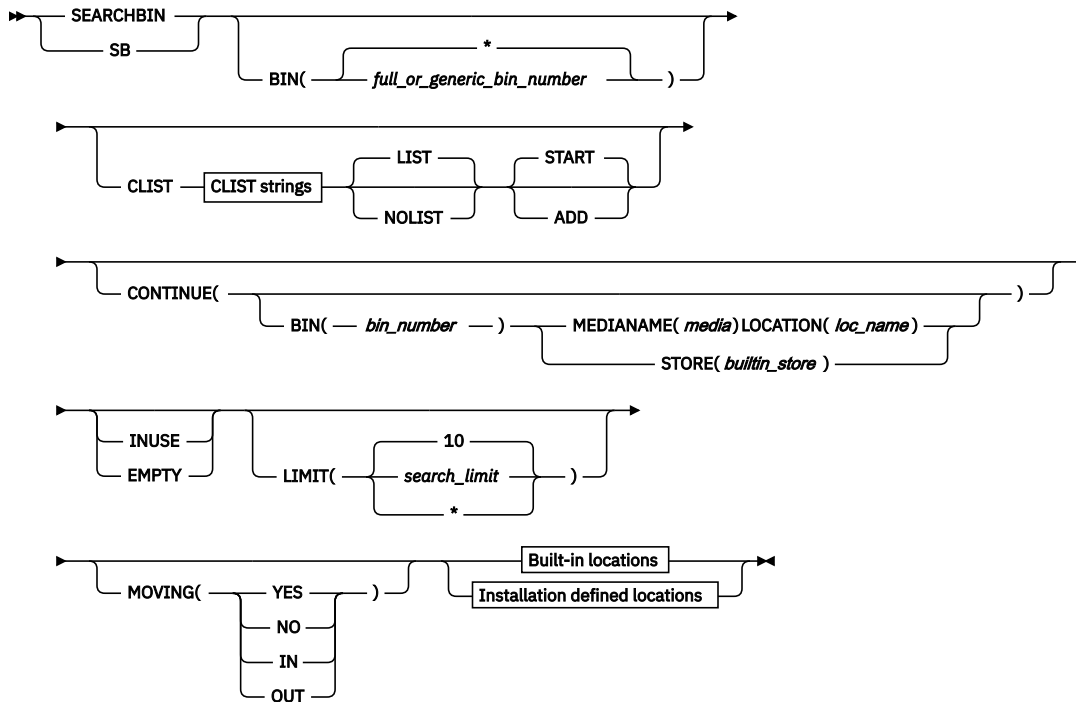 SEARCHBIN
SB
*
BIN( full_or_generic_bin_number )
CLIST CLIST strings
LIST
NOLIST
START
ADD
CONTINUE( )
BIN( bin_number ) MEDIANAME( media)LOCATION( loc_name)
STORE( builtin_store )
INUSE
EMPTY
10
LIMIT( search_limit )
*
MOVING( YES )
NO
IN
OUT
Built-in locations
Installation defined locations